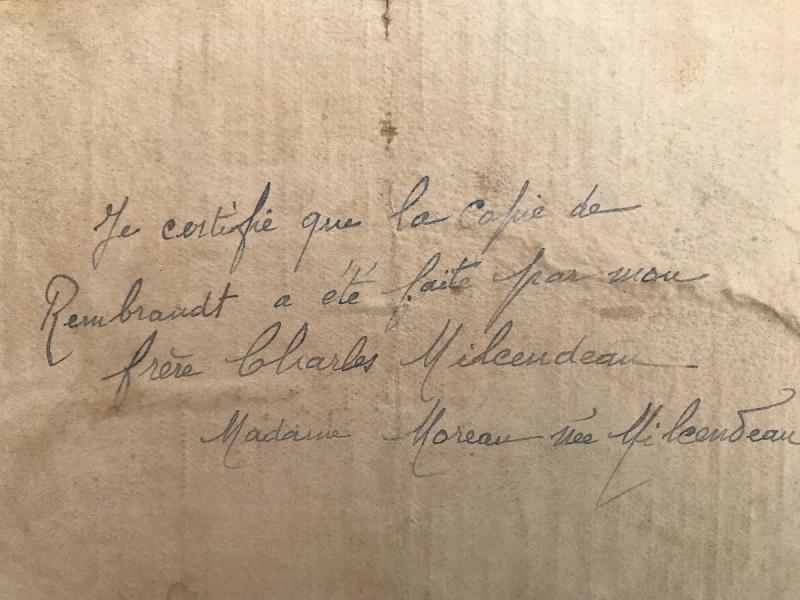 Je certifie que la copie de
Rembrandt a été faite par mon
frère Charles Milcendeau
Madame Moreau née Milcendeau